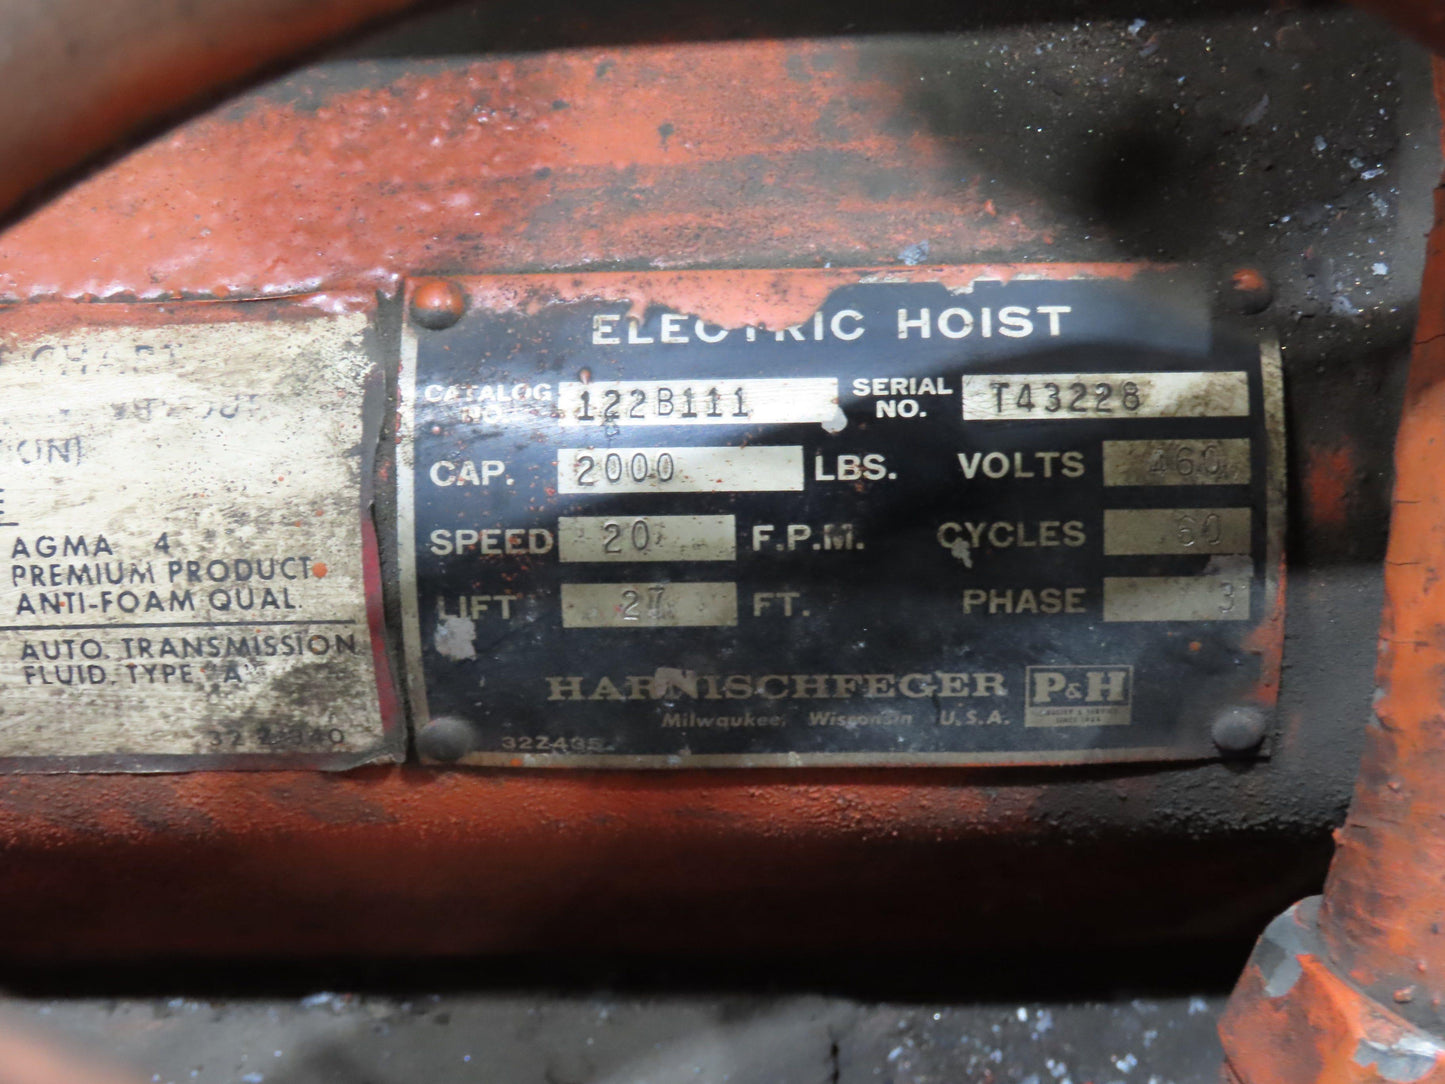 CHART
AGMA 4
PREMIUM PRODUCT
ANTI-FOAM QUAL.
AUTO. TRANSMISSION
FLUID. TYPE "A"
ELECTRIC HOIST
CATALOG NO. 122B111 SERIAL NO. T43228
CAP. 2000 LBS. VOLTS 460
SPEED 20 F.P.M. CYCLES 60
LIFT 27 FT. PHASE 3
HARNISCHFEGER P&H
Milwaukee, Wisconsin U.S.A.
32Z435